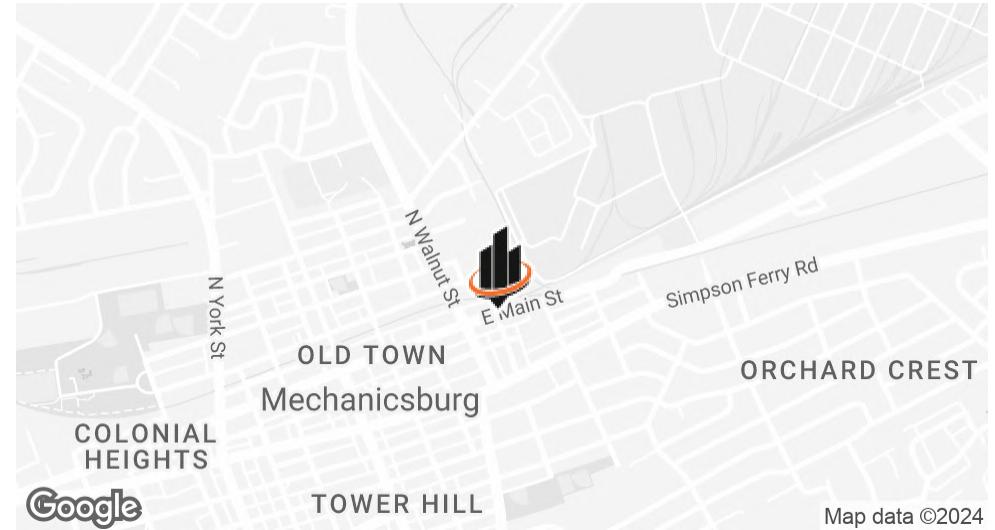 N Walnut St
N York St
E Main St
Simpson Ferry Rd
OLD TOWN
ORCHARD CREST
Mechanicsburg
COLONIAL
HEIGHTS
TOWER HILL
Google
Map data ©2024